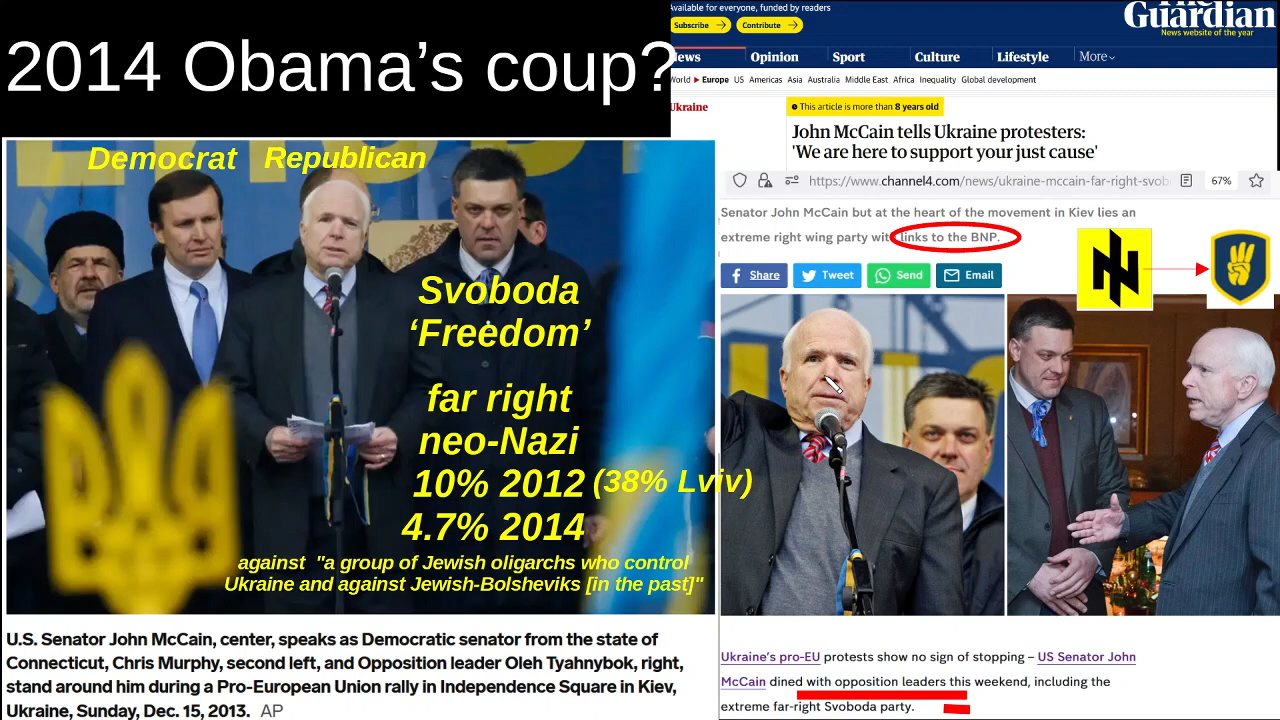 2014 Obama's coup?
Available for everyone, funded by readers
Subscribe
Contribute
The
Guardian
News website of the year
News
Opinion
Sport
Culture
Lifestyle
More
World Europe US Americas Asia Australia Middle East Africa Inequality Global development
Ukraine
This article is more than 8 years old
John McCain tells Ukraine protesters:
'We are here to support your just cause'
https://www.channel4.com/news/ukraine-mccain-far-right-svob
67%
Senator John McCain but at the heart of the movement in Kiev lies an
extreme right wing party with links to the BNP.
Share
Tweet
Send
Email
Democrat Republican
Svoboda
‘Freedom’
far right
neo-Nazi
10% 2012 (38% Lviv)
4.7% 2014
against "a group of Jewish oligarchs who control
Ukraine and against Jewish-Bolsheviks [in the past]"
U.S. Senator John McCain, center, speaks as Democratic senator from the state of
Connecticut, Chris Murphy, second left, and Opposition leader Oleh Tyahnybok, right,
stand around him during a Pro-European Union rally in Independence Square in Kiev,
Ukraine, Sunday, Dec. 15, 2013. AP
Ukraine's pro-EU protests show no sign of stopping – US Senator John
McCain dined with opposition leaders this weekend, including the
extreme far-right Svoboda party.